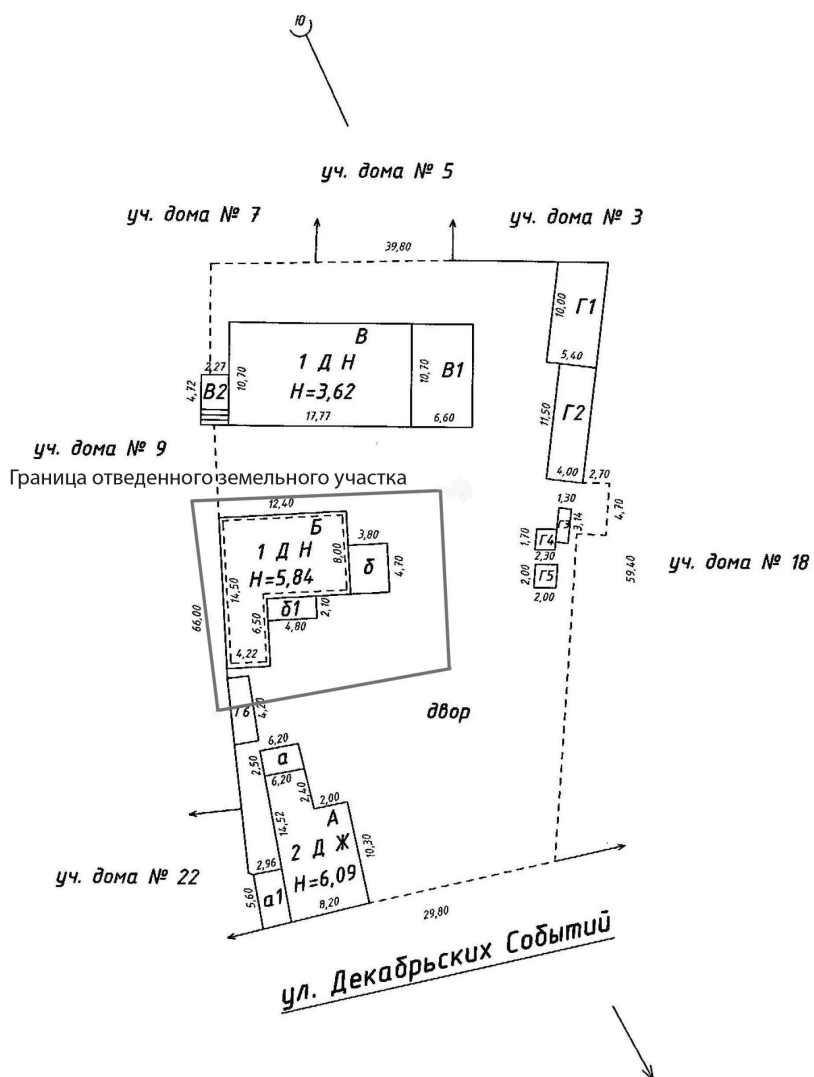 Ю
уч. дома № 5
уч. дома № 7
уч. дома № 3
39,80
10,00
Г1
5,40
В
1 Д Н
Н=3,62
17,77
10,70
10,70
В1
6,60
2,27
4,72
В2
11,50
Г2
4,00
2,70
уч. дома № 9
Граница отведенного земельного участка
12,40
Б
1 Д Н
Н=5,84
8,00
14,50
3,80
б
4,70
б1
2,10
4,80
6,50
4,22
66,00
1,30
Г3
3,14
4,70
1,70
Г4
2,30
2,00
Г5
2,00
59,40
уч. дома № 18
Г6
4,20
двор
6,20
2,50
а
6,20
2,40
2,00
14,52
А
2 Д Ж
Н=6,09
10,30
8,20
2,96
5,60
а1
уч. дома № 22
29,80
ул. Декабрьских Событий